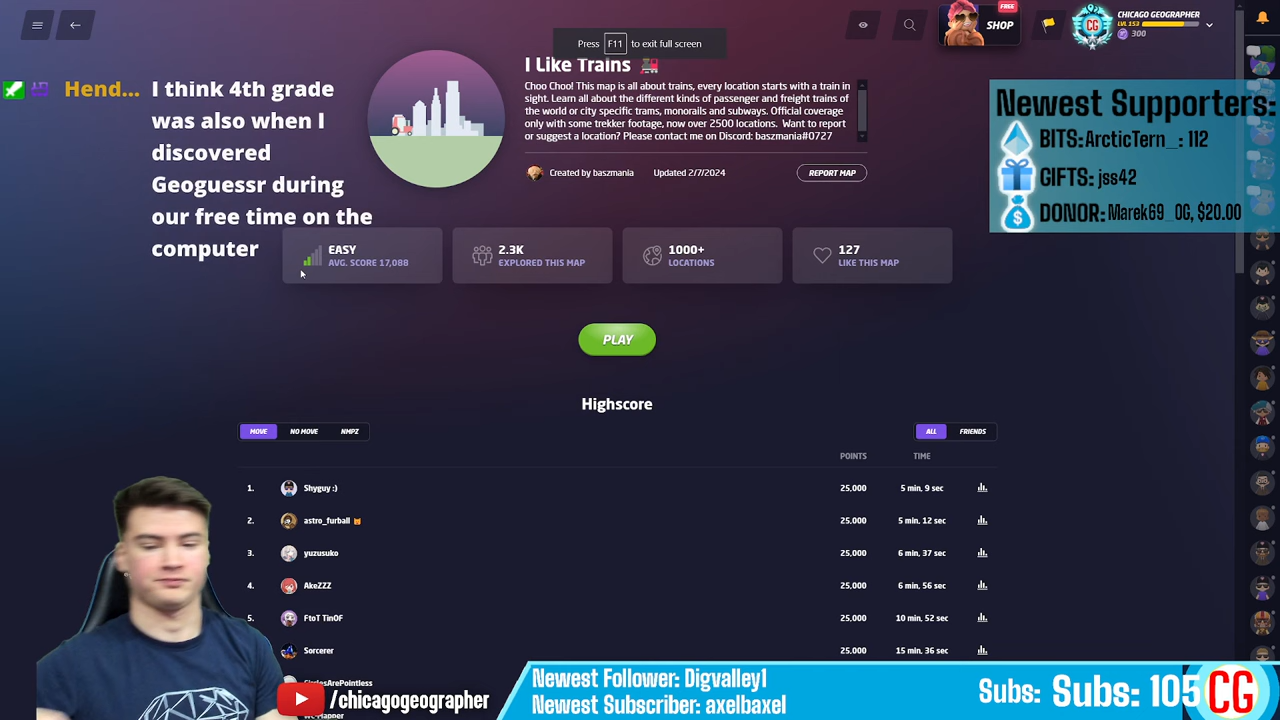 Press F11 to exit full screen
FREE
SHOP
CG
CHICAGO GEOGRAPHER
LVL 153
300
Hend... I think 4th grade
was also when I
discovered
Geoguessr during
our free time on the
computer
I Like Trains
Choo Choo! This map is all about trains, every location starts with a train in
sight. Learn all about the different kinds of passenger and freight trains of
the world or city specific trams, monorails and subways. Official coverage
only with some trekker footage, now over 2500 locations. Want to report
or suggest a location? Please contact me on Discord: baszmania#0727
Created by baszmania Updated 2/7/2024 REPORT MAP
Newest Supporters:
BITS:ArcticTern_: 112
GIFTS: jss42
DONOR: Marek69_OG, $20.00
EASY
AVG. SCORE 17,088
2.3K
EXPLORED THIS MAP
1000+
LOCATIONS
127
LIKE THIS MAP
PLAY
Highscore
MOVE NO MOVE NMPZ
ALL FRIENDS
POINTS TIME
1. Shyguy :) 25,000 5 min, 9 sec
2. astro_furball 25,000 5 min, 12 sec
3. yuzusuko 25,000 6 min, 37 sec
4. AkeZZZ 25,000 6 min, 56 sec
5. FtoT TinOF 25,000 10 min, 52 sec
Sorcerer 25,000 15 min, 36 sec
/chicagogeographer
Newest Follower: Digvalley1
Newest Subscriber: axelbaxel
Subs: Subs: 105
CG